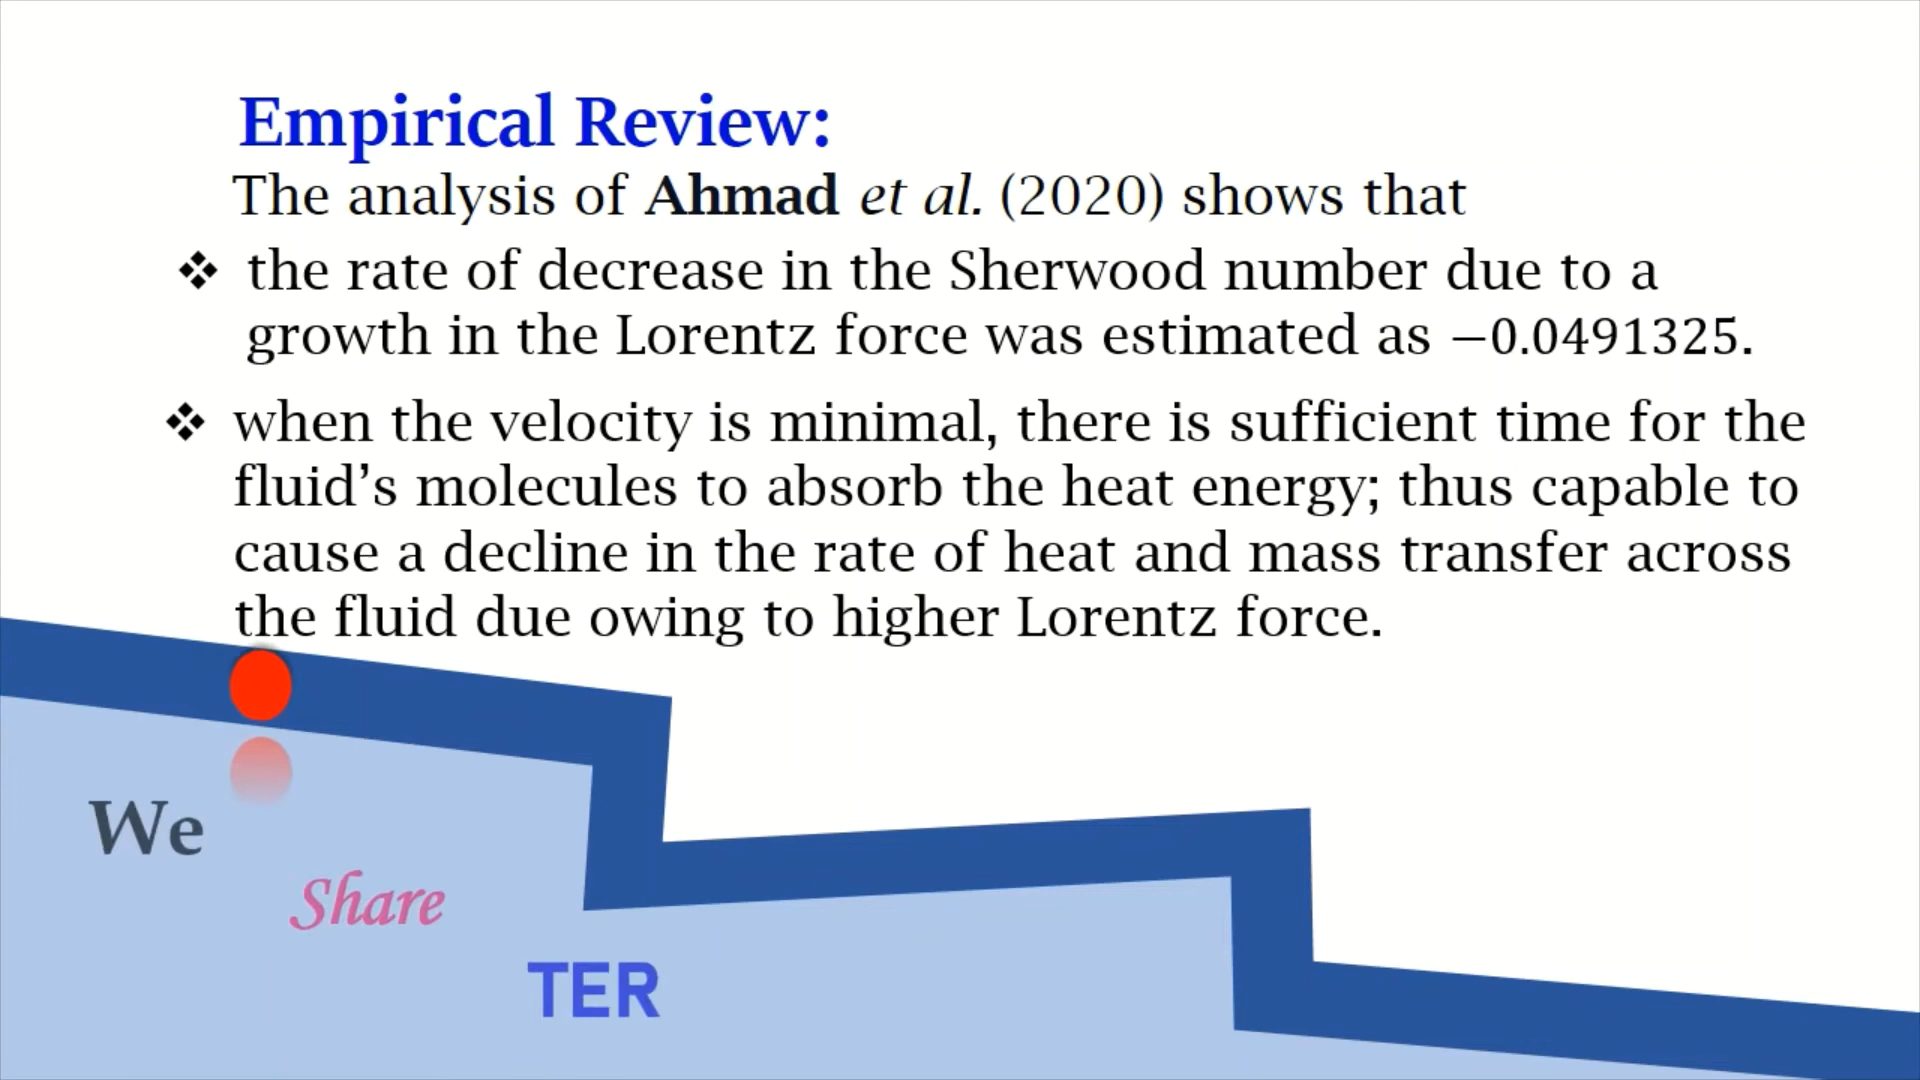 Empirical Review:
The analysis of Ahmad et al. (2020) shows that
❖ the rate of decrease in the Sherwood number due to a
growth in the Lorentz force was estimated as −0.0491325.
❖ when the velocity is minimal, there is sufficient time for the
fluid’s molecules to absorb the heat energy; thus capable to
cause a decline in the rate of heat and mass transfer across
the fluid due owing to higher Lorentz force.
We
Share
TER